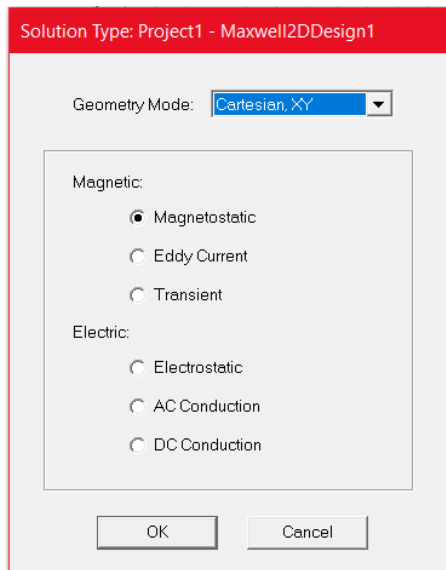 Solution Type: Project1 - Maxwell2DDesign1
Geometry Mode: Cartesian, XY
Magnetic:
Magnetostatic
Eddy Current
Transient
Electric:
Electrostatic
AC Conduction
DC Conduction
OK Cancel